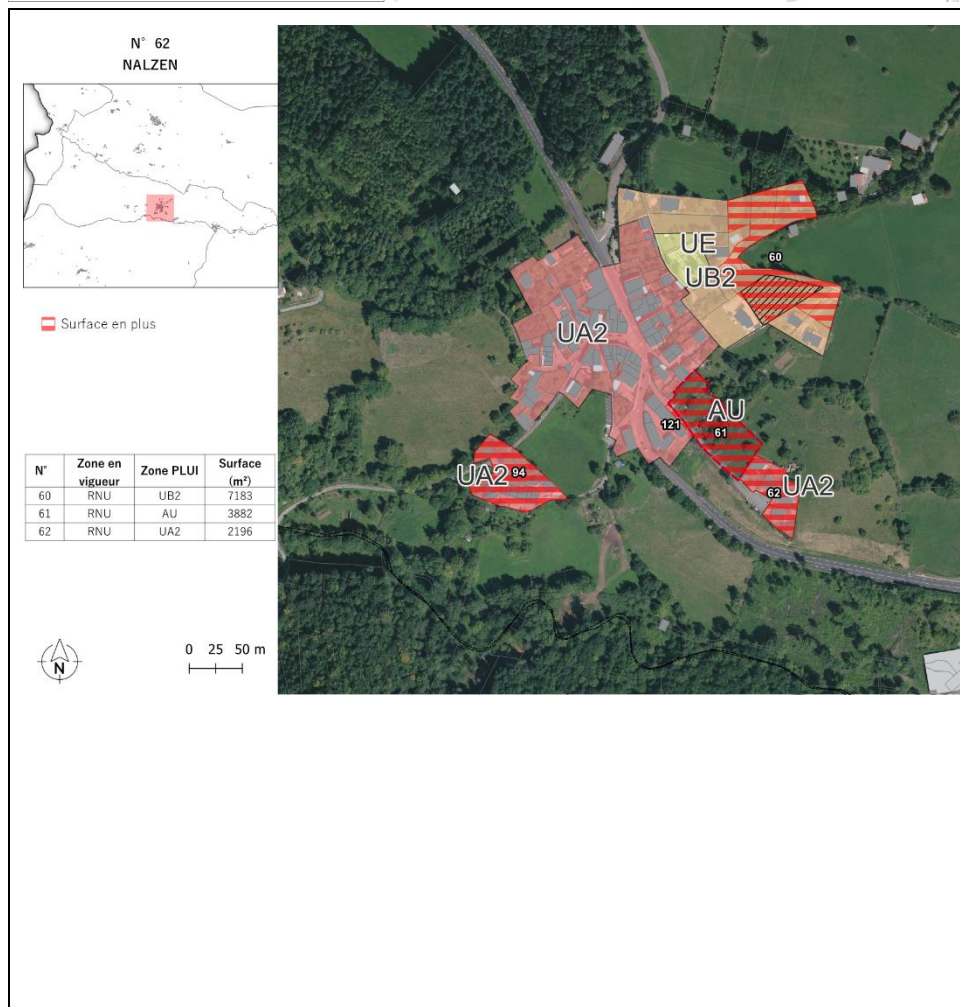 N° 62
NALZEN
Surface en plus
N° Zone en vigueur Zone PLUI Surface (m²)
60 RNU UB2 7183
61 RNU AU 3882
62 RNU UA2 2196
N
0 25 50 m
UE
60
UB2
UA2
AU
121
61
UA2 94
62 UA2